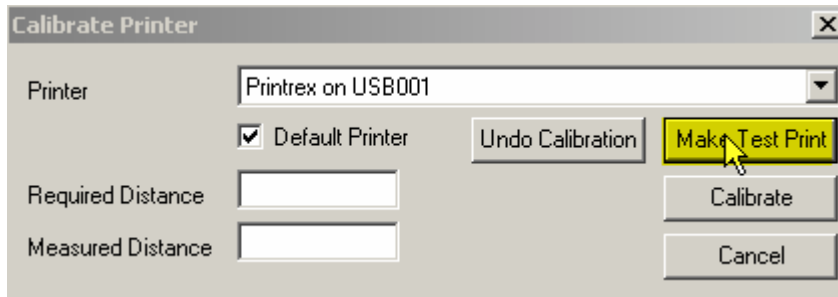 Calibrate Printer
Printer
Printrex on USB001
Default Printer
Undo Calibration
Make Test Print
Required Distance
Calibrate
Measured Distance
Cancel